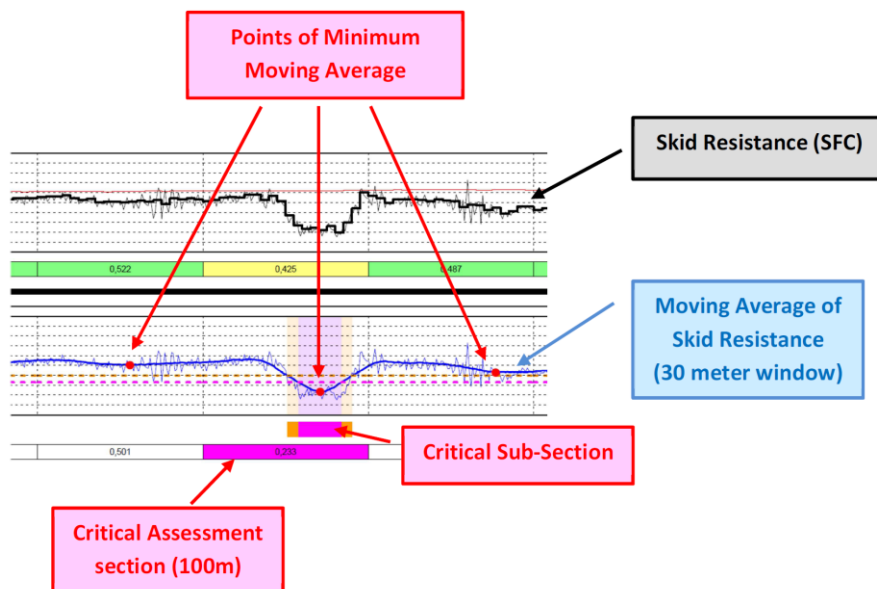 Points of Minimum
Moving Average
Skid Resistance (SFC)
0,522
0,425
0,487
Moving Average of
Skid Resistance
(30 meter window)
Critical Sub-Section
0,501
0,233
Critical Assessment
section (100m)